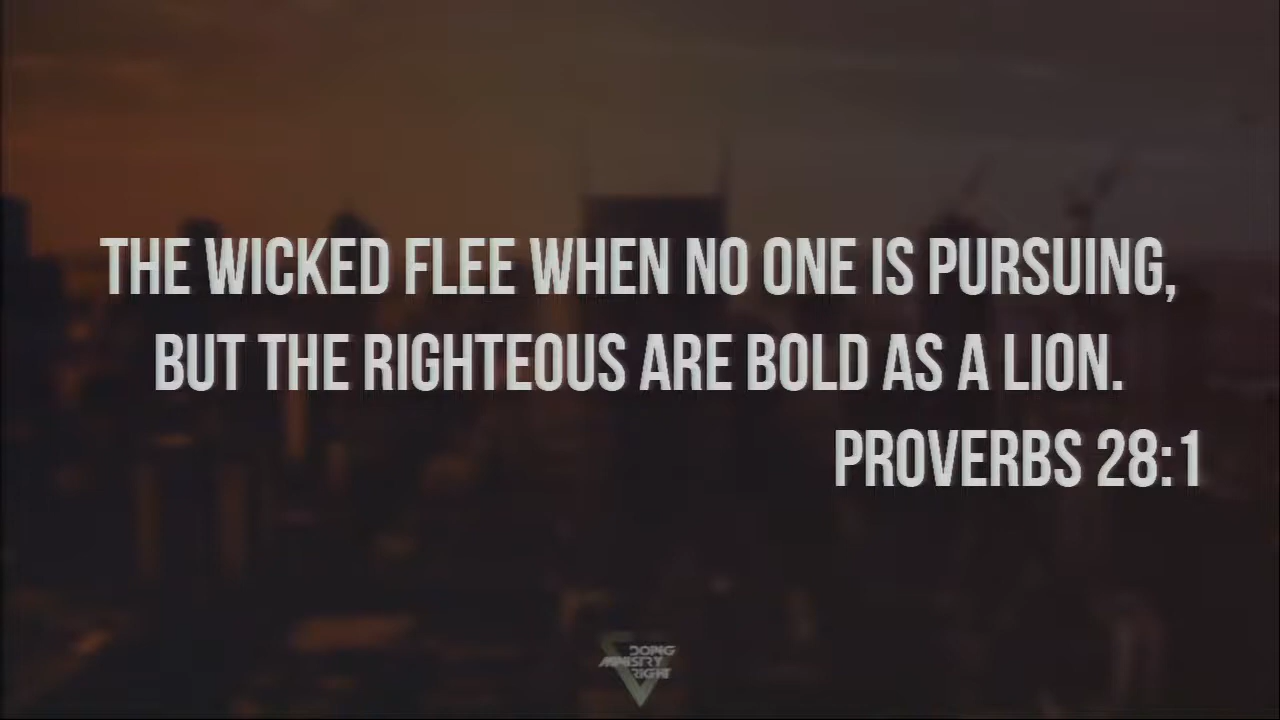 THE WICKED FLEE WHEN NO ONE IS PURSUING,
BUT THE RIGHTEOUS ARE BOLD AS A LION.
PROVERBS 28:1
DOING
MINISTRY
RIGHT